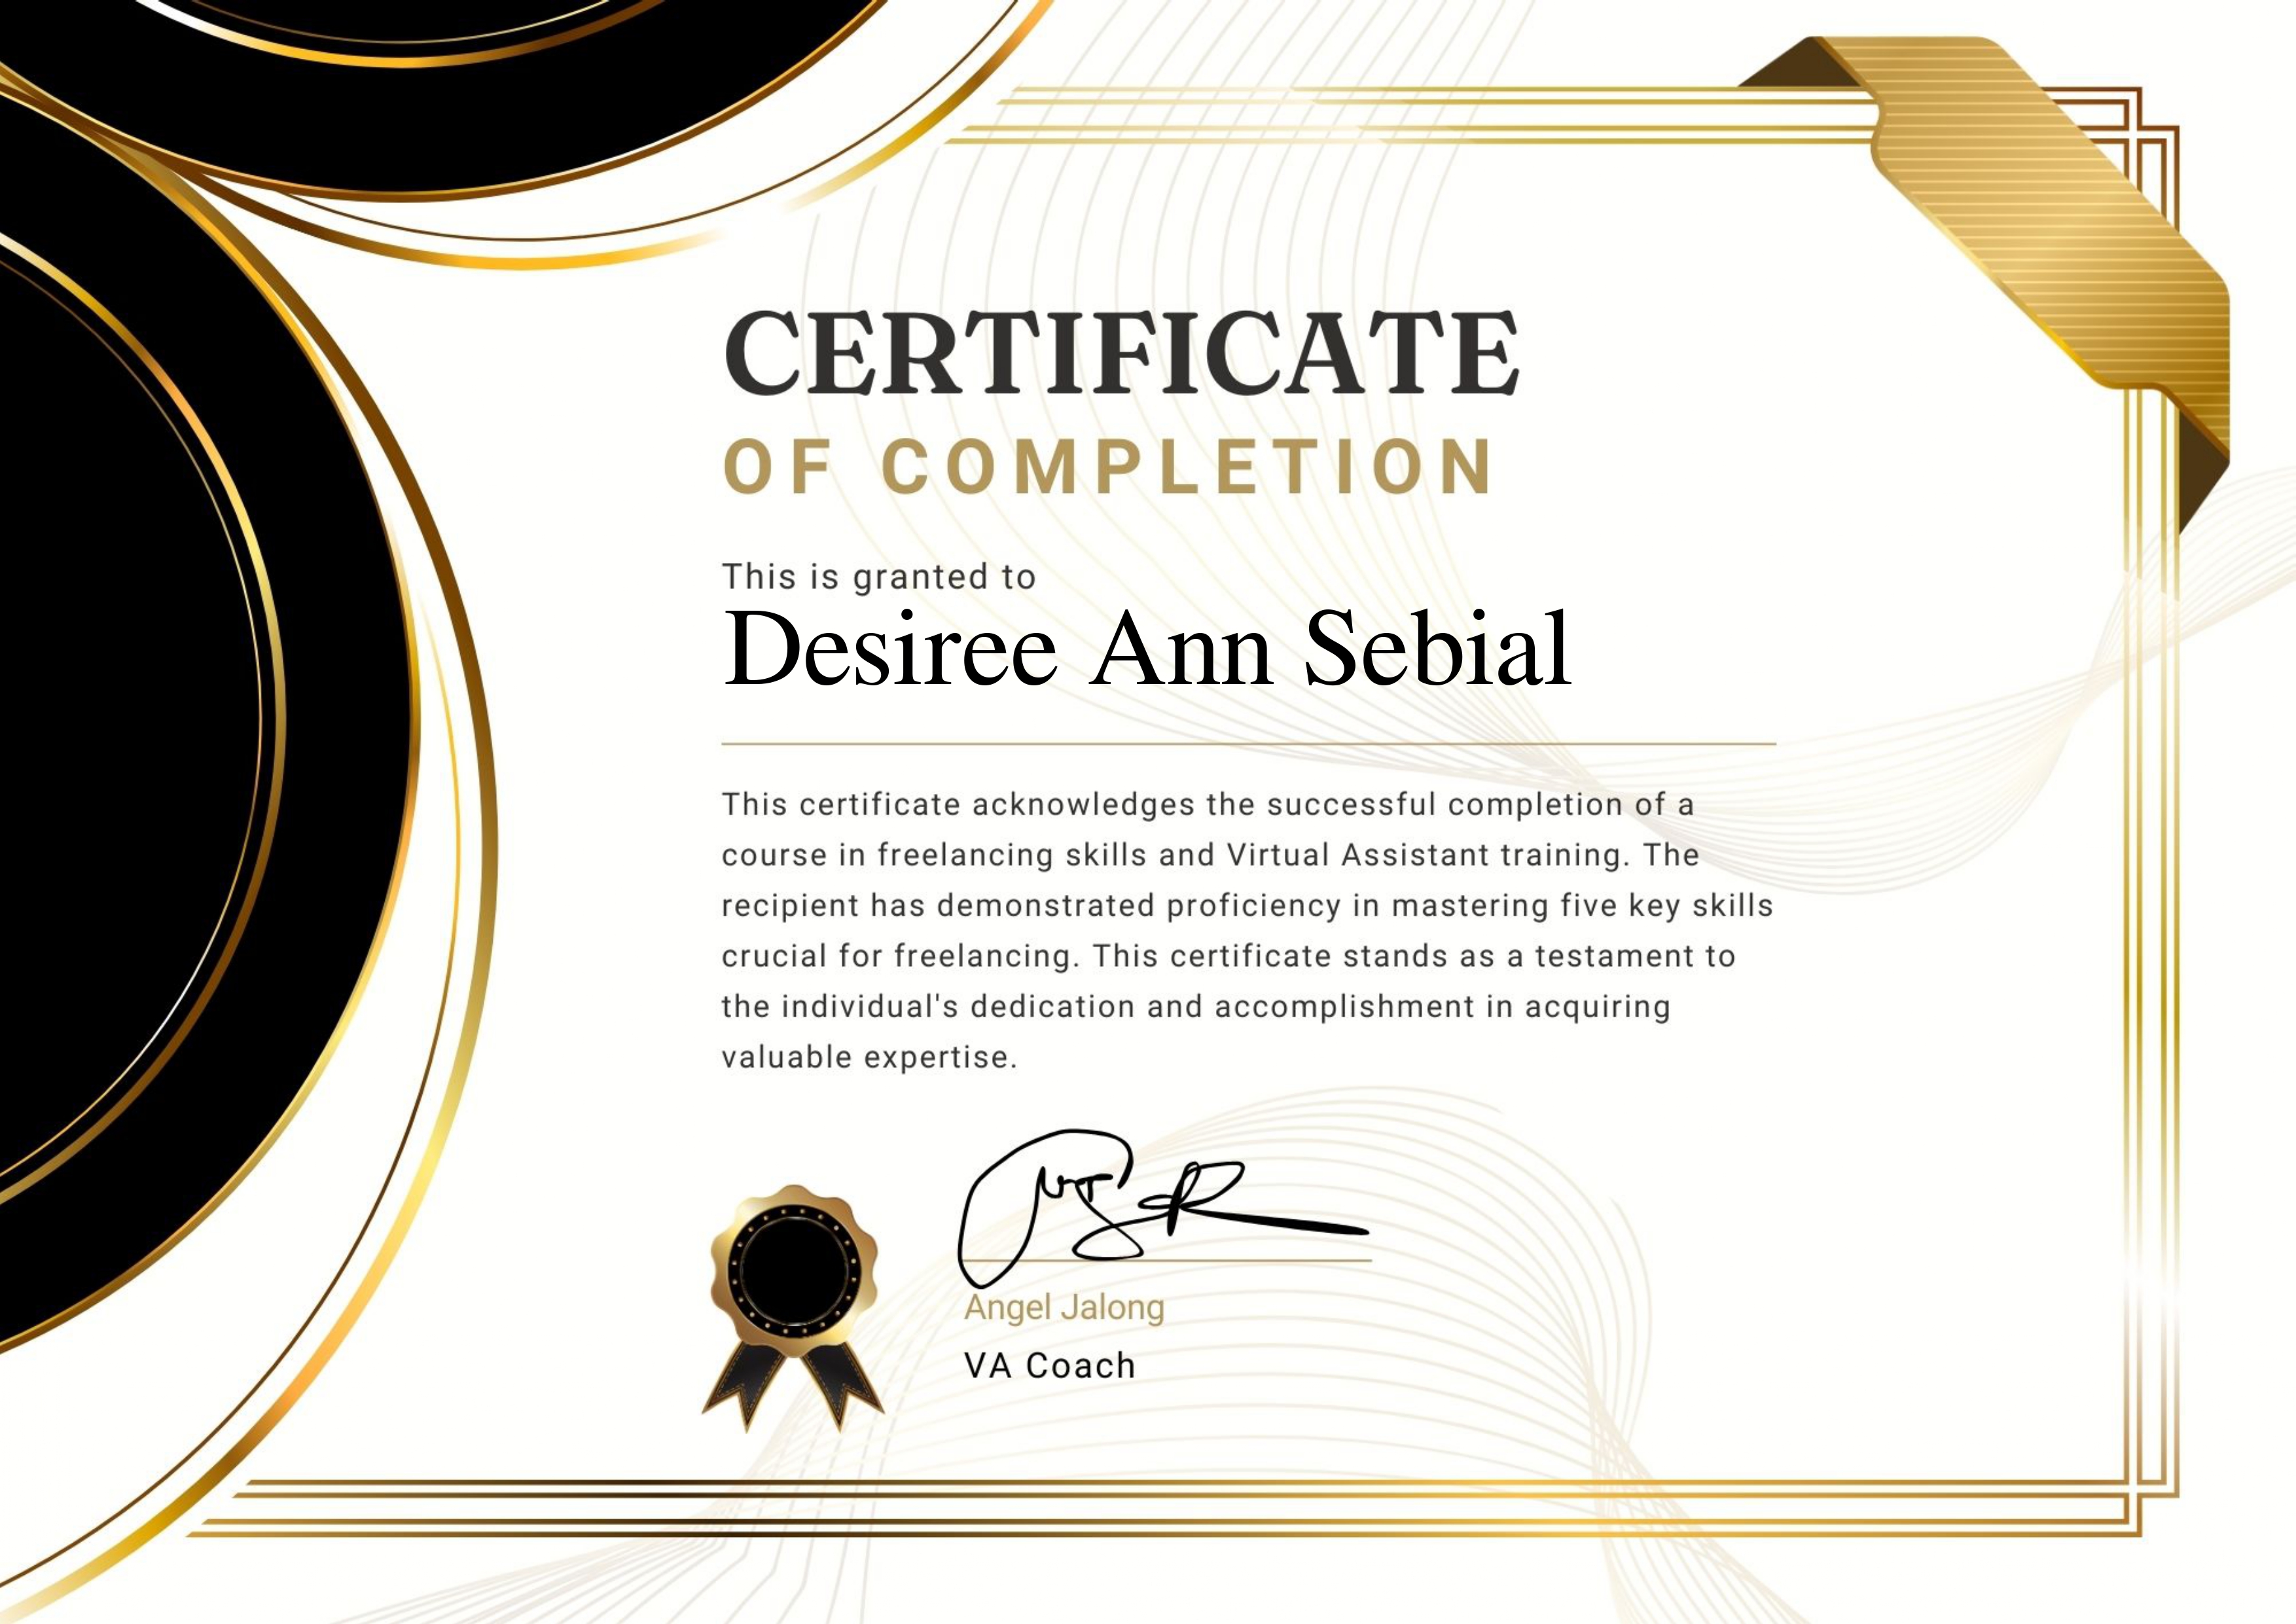 CERTIFICATE
OF COMPLETION
This is granted to
Desiree Ann Sebial
This certificate acknowledges the successful completion of a
course in freelancing skills and Virtual Assistant training. The
recipient has demonstrated proficiency in mastering five key skills
crucial for freelancing. This certificate stands as a testament to
the individual's dedication and accomplishment in acquiring
valuable expertise.
Angel Jalong
VA Coach